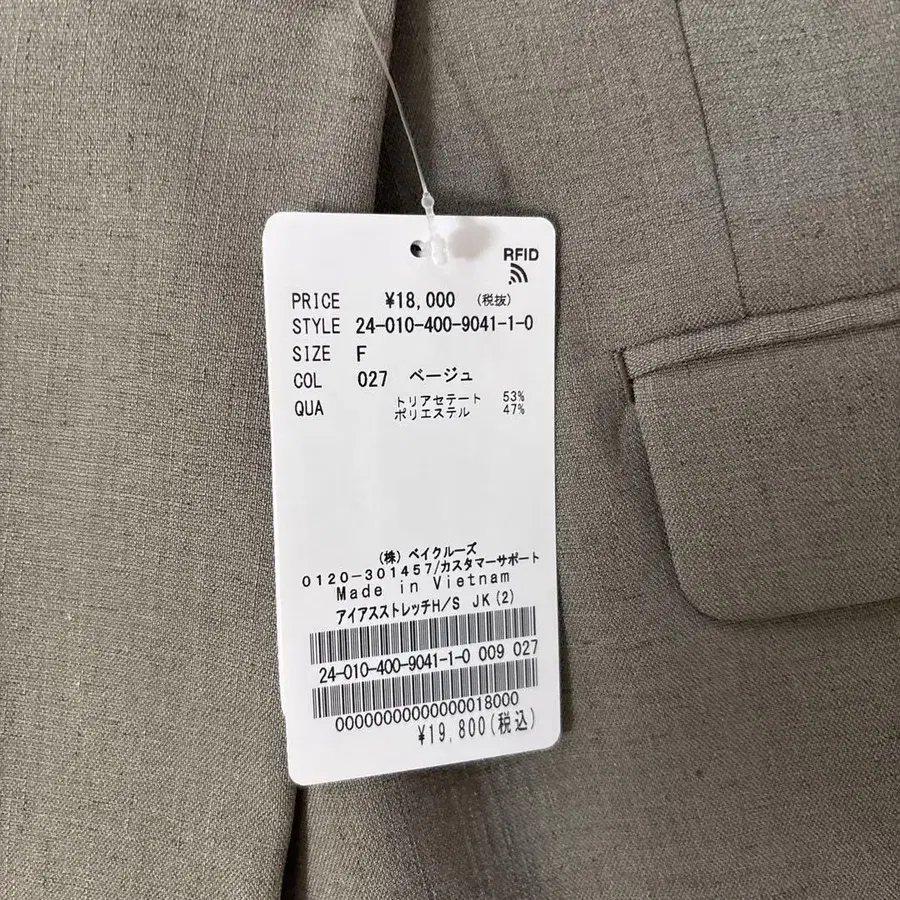 RFID
PRICE ¥18,000 (税抜)
STYLE 24-010-400-9041-1-0
SIZE F
COL 027 ベージュ
QUA トリアセテート 53%
ポリエステル 47%
(株) ベイクルーズ
0120-301457/カスタマーサポート
Made in Vietnam
アイアスストレッチH/S JK(2)
24-010-400-9041-1-0 009 027
00000000000000018000
¥19,800(税込)